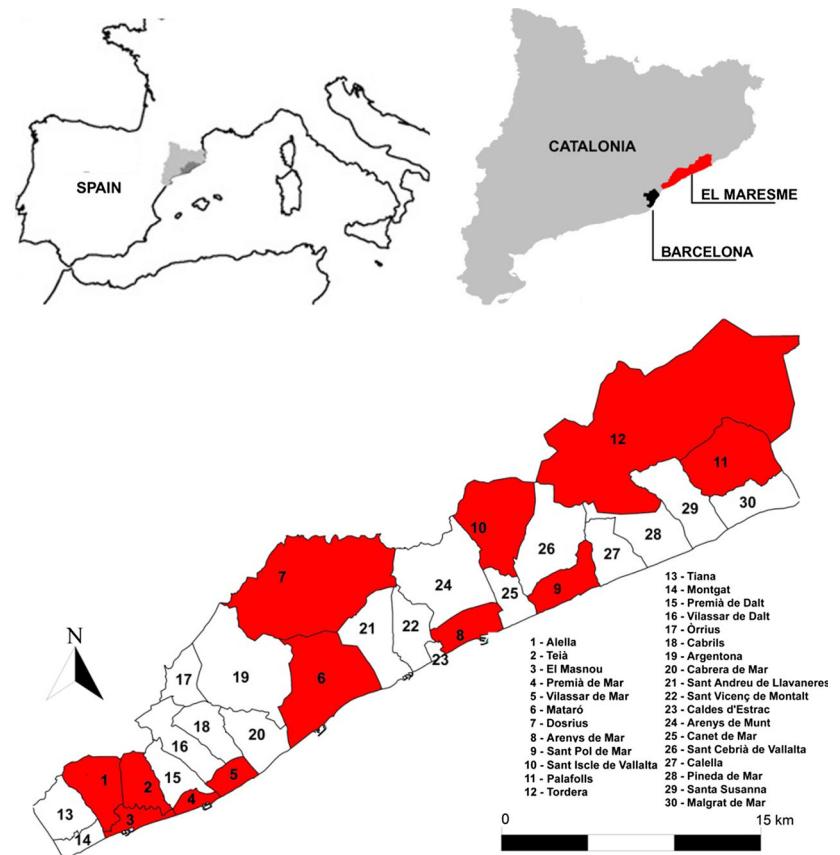 SPAIN
CATALONIA
EL MARESME
BARCELONA
12
11
10
30
29
28
26
27
7
24
9
25
21
22
8
23
N
17
19
6
18
20
16
1
2
15
5
4
13
3
14
1 - Alella
2 - Teià
3 - El Masnou
4 - Premià de Mar
5 - Vilassar de Mar
6 - Mataró
7 - Dosrius
8 - Arenys de Mar
9 - Sant Pol de Mar
10 - Sant Iscle de Vallalta
11 - Palafolls
12 - Tordera
13 - Tiana
14 - Montgat
15 - Premià de Dalt
16 - Vilassar de Dalt
17 - Òrrius
18 - Cabrils
19 - Argentona
20 - Cabrera de Mar
21 - Sant Andreu de Llavaneres
22 - Sant Vicenç de Montalt
23 - Caldes d'Estrac
24 - Arenys de Munt
25 - Canet de Mar
26 - Sant Cebrià de Vallalta
27 - Calella
28 - Pineda de Mar
29 - Santa Susanna
30 - Malgrat de Mar
0
15 km